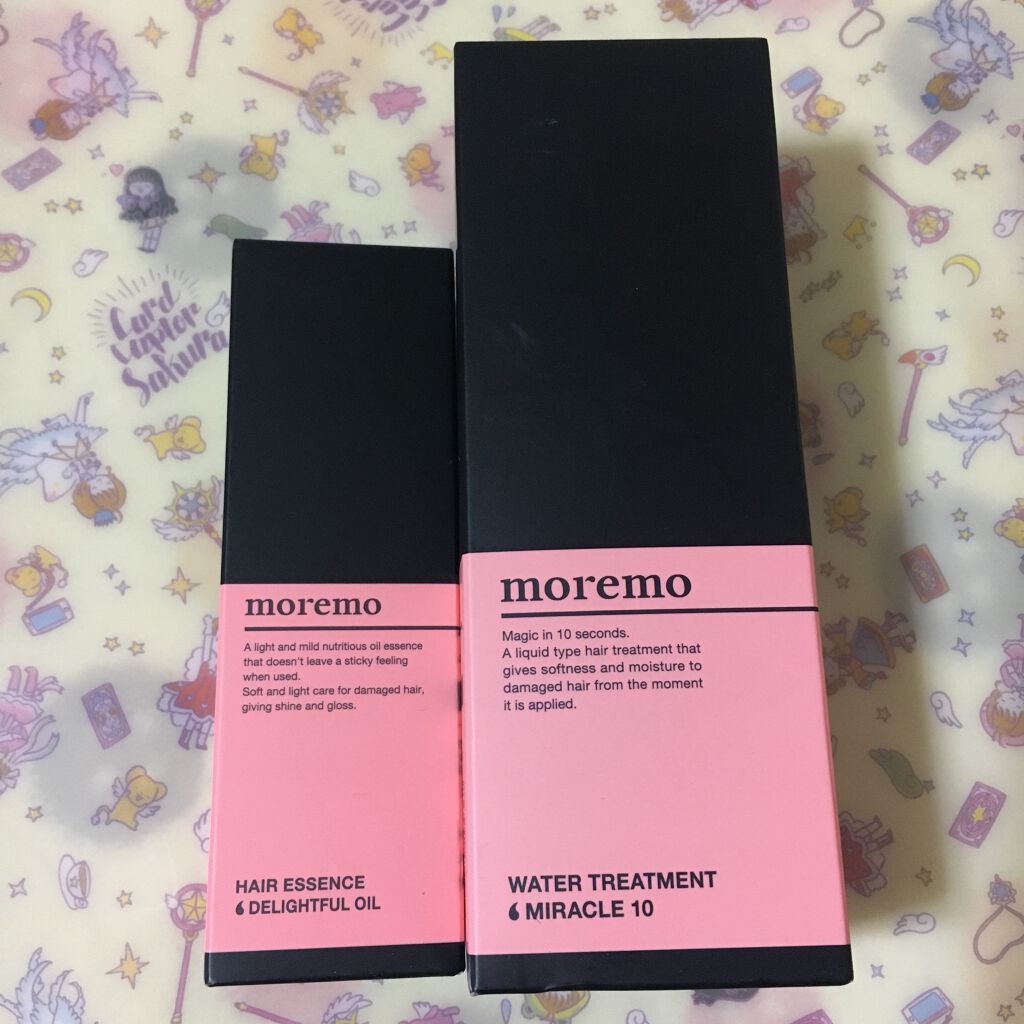 Card
Captor
Sakura
moremo
A light and mild nutritious oil essence
that doesn't leave a sticky feeling
when used.
Soft and light care for damaged hair,
giving shine and gloss.
HAIR ESSENCE
DELIGHTFUL OIL
moremo
Magic in 10 seconds.
A liquid type hair treatment that
gives softness and moisture to
damaged hair from the moment
it is applied.
WATER TREATMENT
MIRACLE 10